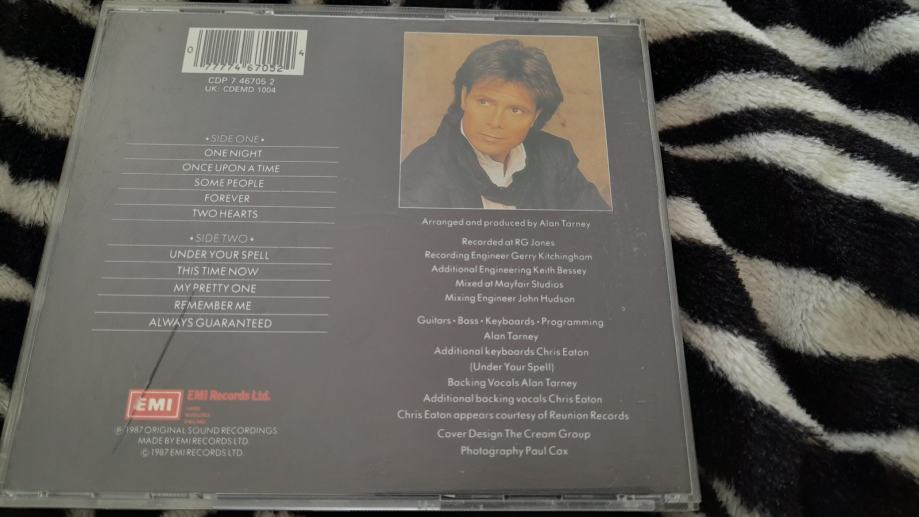 0 77774 67052 4
CDP 7 46705 2
UK: CDEMD 1004
•SIDE ONE•
ONE NIGHT
ONCE UPON A TIME
SOME PEOPLE
FOREVER
TWO HEARTS
•SIDE TWO•
UNDER YOUR SPELL
THIS TIME NOW
MY PRETTY ONE
REMEMBER ME
ALWAYS GUARANTEED
EMI
EMI Records Ltd.
HAYES
MIDDLESEX
ENGLAND
℗ 1987 ORIGINAL SOUND RECORDINGS
MADE BY EMI RECORDS LTD.
© 1987 EMI RECORDS LTD.
Arranged and produced by Alan Tarney
Recorded at RG Jones
Recording Engineer Gerry Kitchingham
Additional Engineering Keith Bessey
Mixed at Mayfair Studios
Mixing Engineer John Hudson
Guitars • Bass • Keyboards • Programming
Alan Tarney
Additional keyboards Chris Eaton
(Under Your Spell)
Backing Vocals Alan Tarney
Additional backing vocals Chris Eaton
Chris Eaton appears courtesy of Reunion Records
Cover Design The Cream Group
Photography Paul Cox